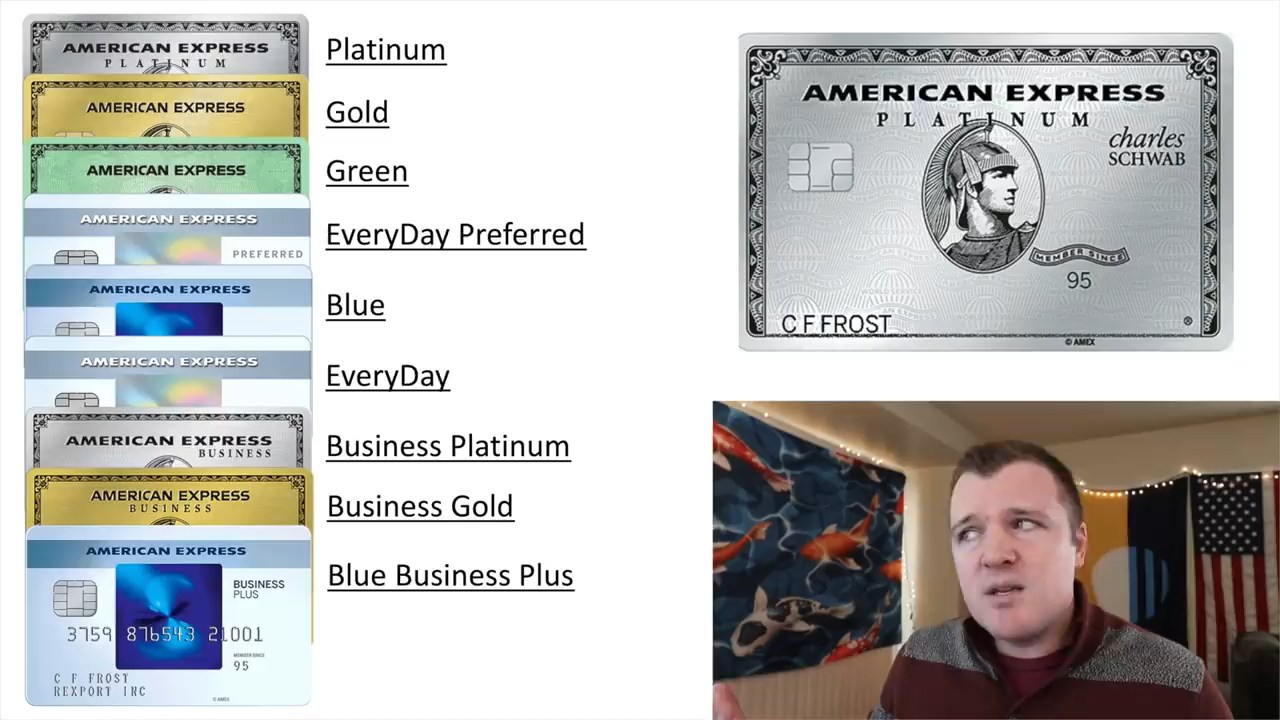 AMERICAN EXPRESS
PLATINUM
Platinum
AMERICAN EXPRESS
Gold
AMERICAN EXPRESS
Green
AMERICAN EXPRESS
PREFERRED
EveryDay Preferred
AMERICAN EXPRESS
Blue
AMERICAN EXPRESS
EveryDay
AMERICAN EXPRESS
BUSINESS
Business Platinum
AMERICAN EXPRESS
BUSINESS
Business Gold
AMERICAN EXPRESS
BUSINESS
PLUS
Blue Business Plus
3759 876543 21001
MEMBER SINCE
95
C F FROST
REXPORT INC
© AMEX
AMERICAN EXPRESS
PLATINUM
charles
SCHWAB
MEMBER SINCE
95
C F FROST
®
© AMEX